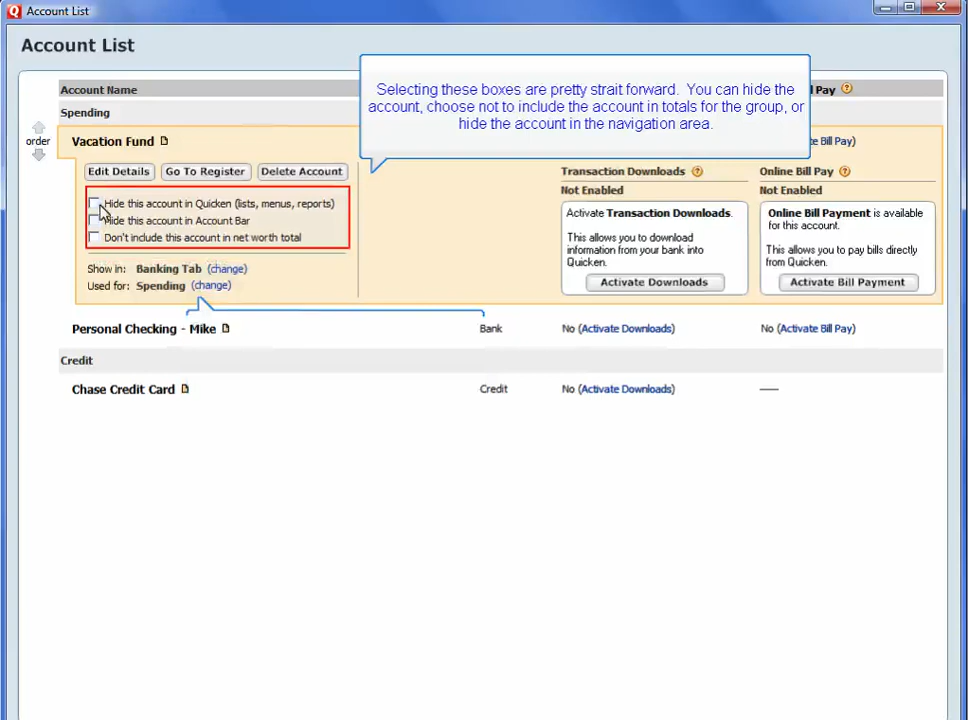 Account List
Account List
Account Name
Pay
Selecting these boxes are pretty strait forward. You can hide the
account, choose not to include the account in totals for the group, or
hide the account in the navigation area.
Spending
order
Vacation Fund
Activate Bill Pay)
Edit Details Go To Register Delete Account
Hide this account in Quicken (lists, menus, reports)
Hide this account in Account Bar
Don't include this account in net worth total
Show in: Banking Tab (change)
Used for: Spending (change)
Transaction Downloads ?
Not Enabled
Activate Transaction Downloads.
This allows you to download
information from your bank into
Quicken.
Activate Downloads
Online Bill Pay ?
Not Enabled
Online Bill Payment is available
for this account.
This allows you to pay bills directly
from Quicken.
Activate Bill Payment
Personal Checking - Mike Bank No (Activate Downloads) No (Activate Bill Pay)
Credit
Chase Credit Card Credit No (Activate Downloads) ——